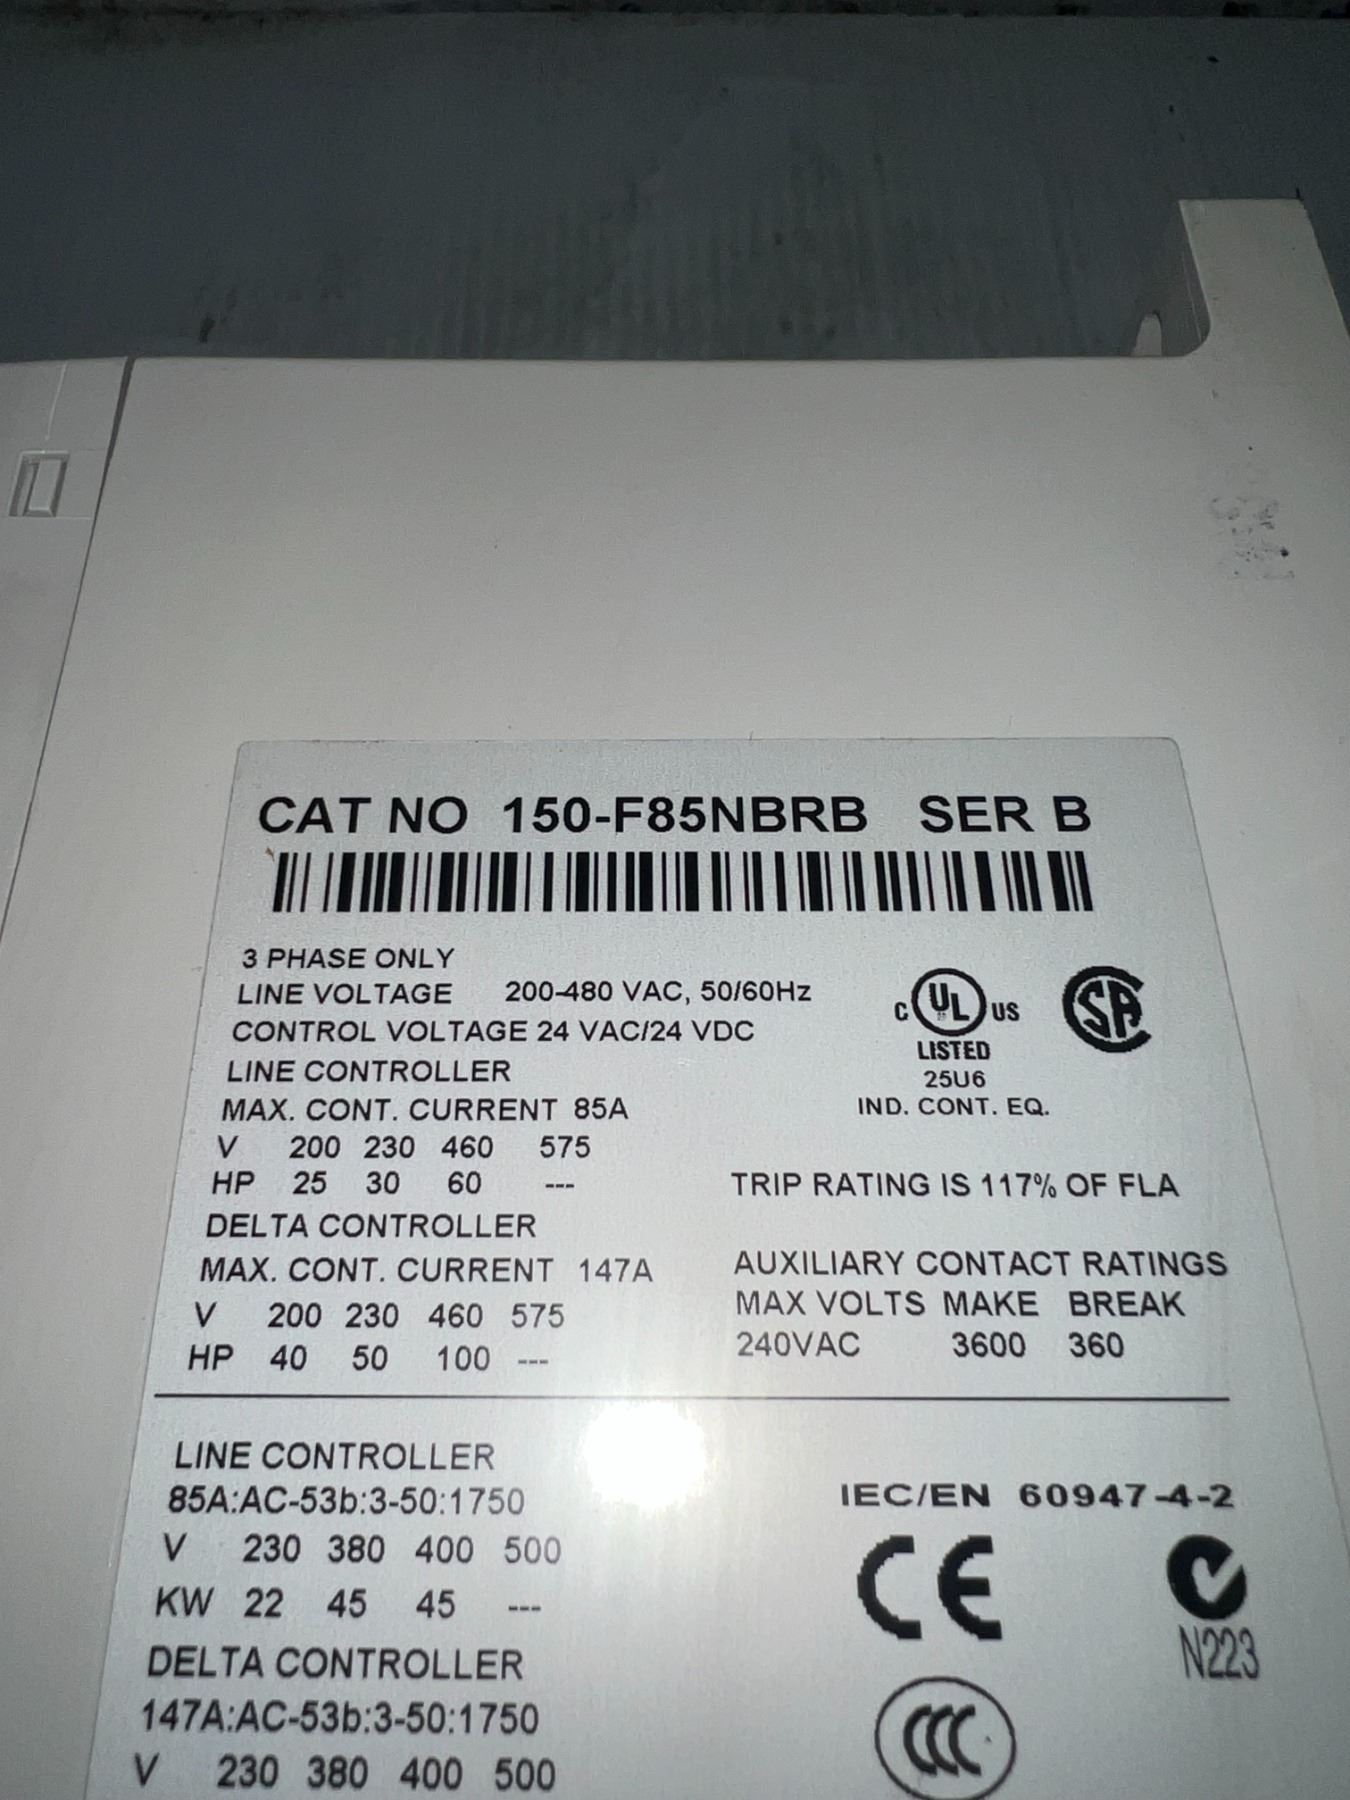 CAT NO 150-F85NBRB SER B
3 PHASE ONLY
LINE VOLTAGE 200-480 VAC, 50/60Hz
CONTROL VOLTAGE 24 VAC/24 VDC
LINE CONTROLLER
MAX. CONT. CURRENT 85A
V 200 230 460 575
HP 25 30 60 ---
DELTA CONTROLLER
MAX. CONT. CURRENT 147A
V 200 230 460 575
HP 40 50 100 ---
C UL US
LISTED
25U6
IND. CONT. EQ.
SA
TRIP RATING IS 117% OF FLA
AUXILIARY CONTACT RATINGS
MAX VOLTS MAKE BREAK
240VAC 3600 360
LINE CONTROLLER
85A:AC-53b:3-50:1750
V 230 380 400 500
KW 22 45 45 ---
DELTA CONTROLLER
147A:AC-53b:3-50:1750
V 230 380 400 500
IEC/EN 60947-4-2
CE
N223
CCC